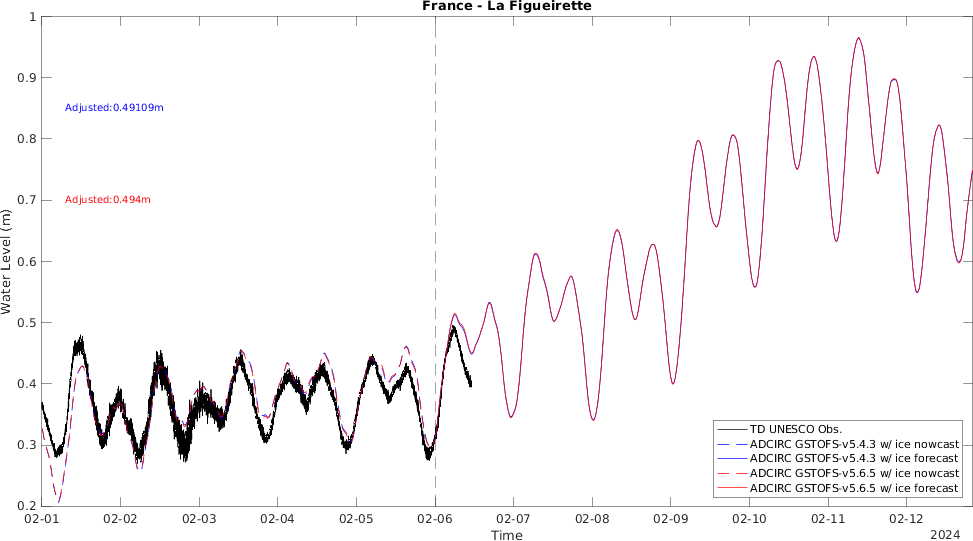 France - La Figueirette
1
0.9
0.8
0.7
0.6
0.5
0.4
0.3
0.2
Water Level (m)
Adjusted:0.49109m
Adjusted:0.494m
TD UNESCO Obs.
ADCIRC GSTOFS-v5.4.3 w/ ice nowcast
ADCIRC GSTOFS-v5.4.3 w/ ice forecast
ADCIRC GSTOFS-v5.6.5 w/ ice nowcast
ADCIRC GSTOFS-v5.6.5 w/ ice forecast
02-01 02-02 02-03 02-04 02-05 02-06 02-07 02-08 02-09 02-10 02-11 02-12
Time
2024